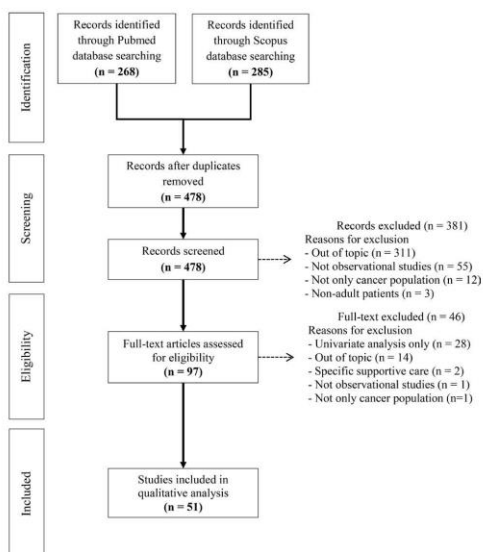 Identification
Records identified
through Pubmed
database searching
(n = 268)
Records identified
through Scopus
database searching
(n = 285)
Screening
Records after duplicates
removed
(n = 478)
Records screened
(n = 478)
Records excluded (n = 381)
Reasons for exclusion
- Out of topic (n = 311)
- Not observational studies (n = 55)
- Not only cancer population (n = 12)
- Non-adult patients (n = 3)
Eligibility
Full-text articles assessed
for eligibility
(n = 97)
Full-text excluded (n = 46)
Reasons for exclusion
- Univariate analysis only (n = 28)
- Out of topic (n = 14)
- Specific supportive care (n = 2)
- Not observational studies (n = 1)
- Not only cancer population (n=1)
Included
Studies included in
qualitative analysis
(n = 51)